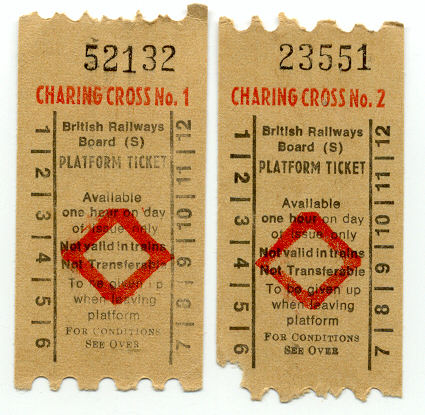 52132
CHARING CROSS No. 1
1 | 2 | 3 | 4 | 5 | 6
British Railways
Board (S)
PLATFORM TICKET
Available
one hour on day
of issue only
Not valid in trains
Not Transferable
To be given up
when leaving
platform
FOR CONDITIONS
SEE OVER
7 | 8 | 9 | 10 | 11 | 12
23551
CHARING CROSS No. 2
1 | 2 | 3 | 4 | 5 | 6
British Railways
Board (S)
PLATFORM TICKET
Available
one hour on day
of issue only
Not valid in trains
Not Transferable
To be given up
when leaving
platform
FOR CONDITIONS
SEE OVER
7 | 8 | 9 | 10 | 11 | 12